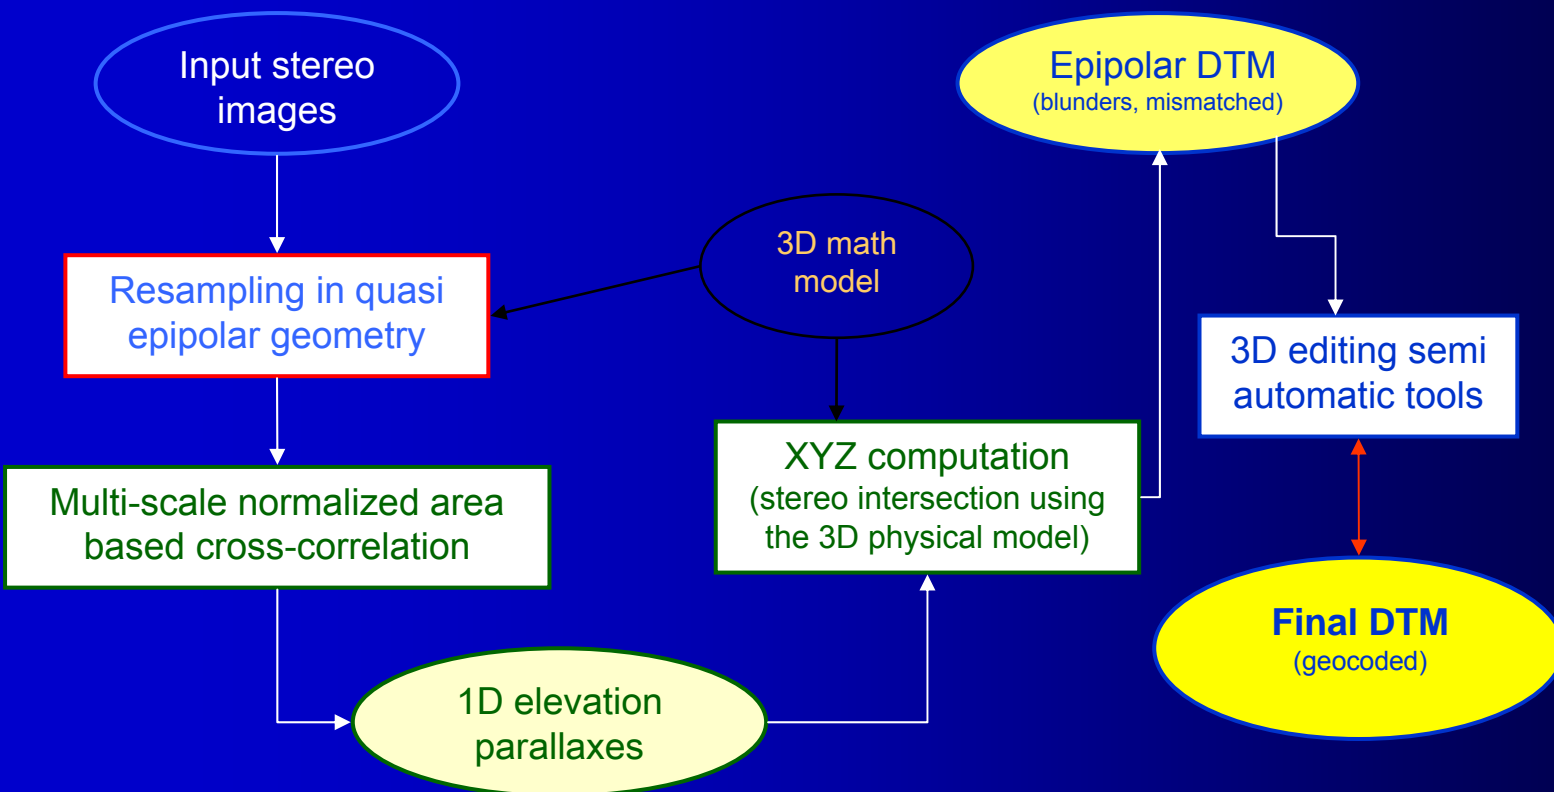 Input stereo
images
Resampling in quasi
epipolar geometry
Multi-scale normalized area
based cross-correlation
1D elevation
parallaxes
3D math
model
XYZ computation
(stereo intersection using
the 3D physical model)
Epipolar DTM
(blunders, mismatched)
3D editing semi
automatic tools
Final DTM
(geocoded)